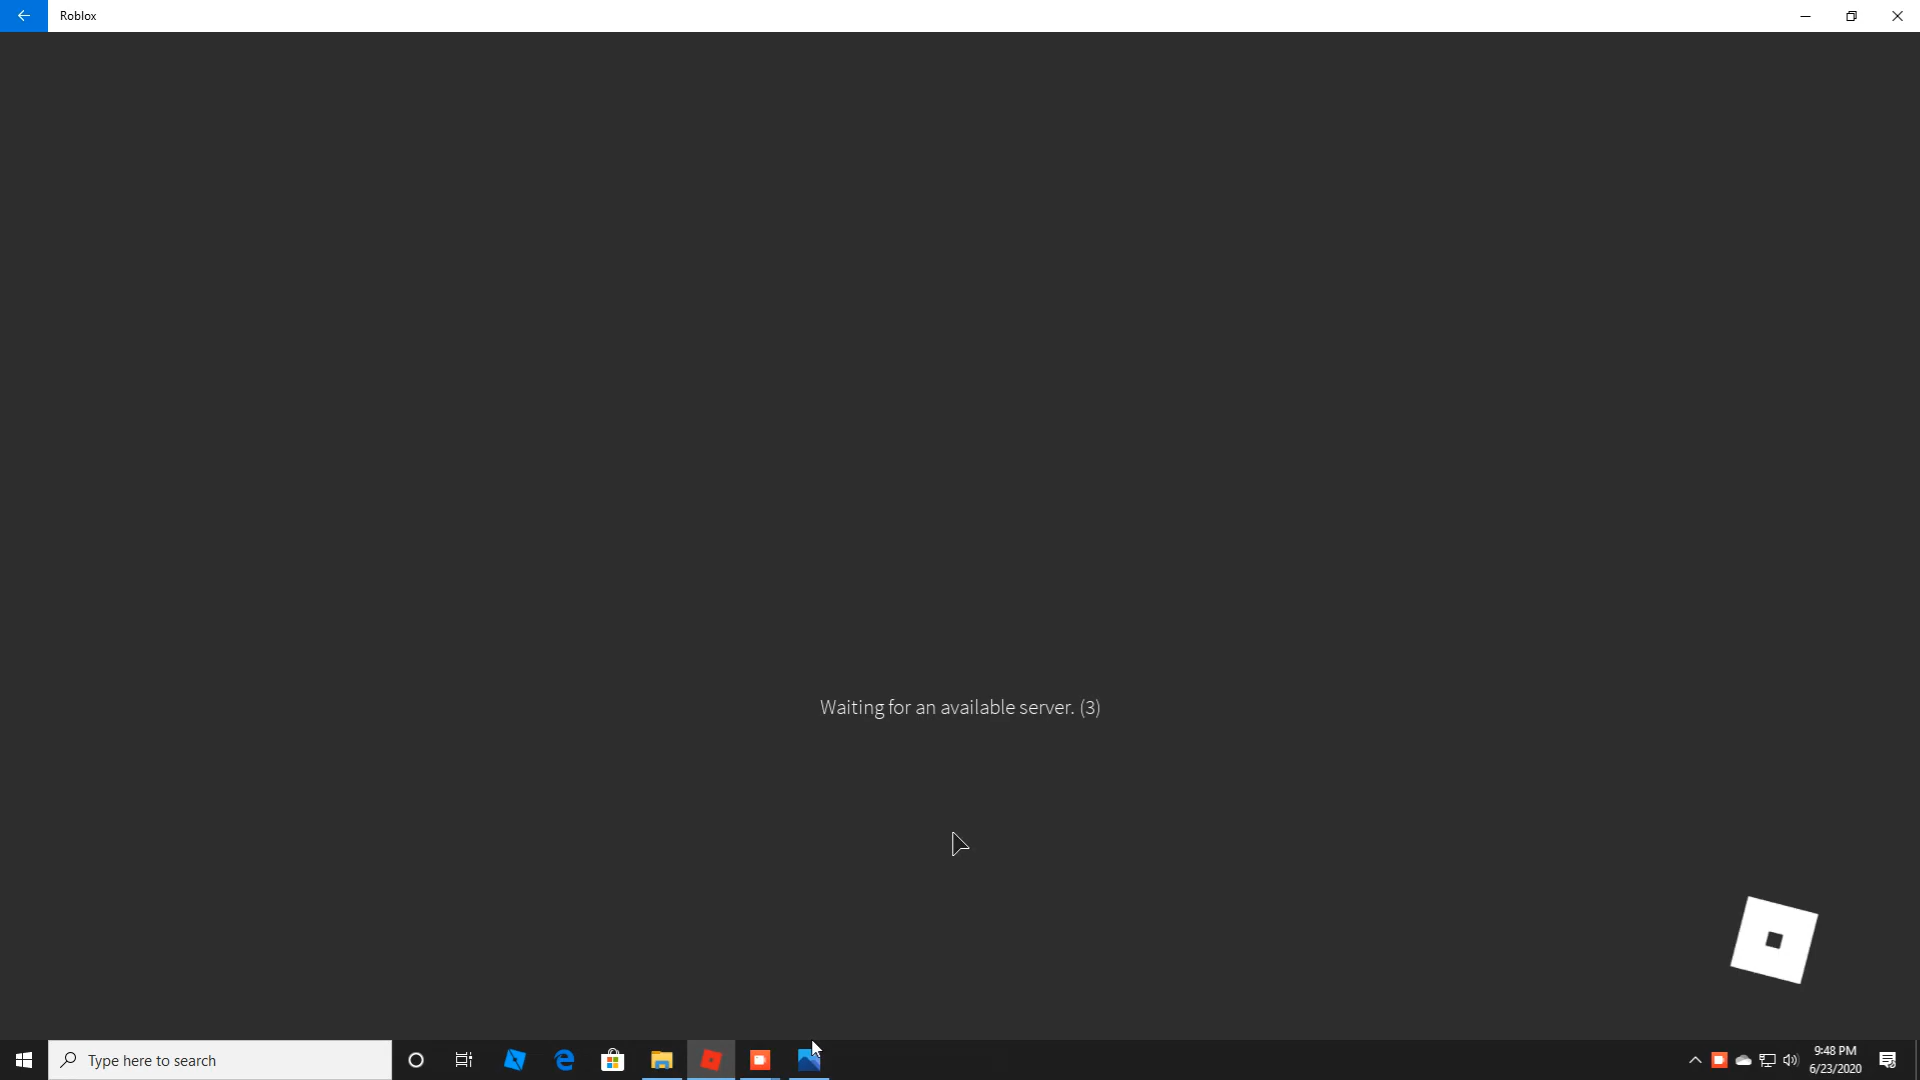 Roblox
Waiting for an available server. (3)
Type here to search
9:48 PM
6/23/2020